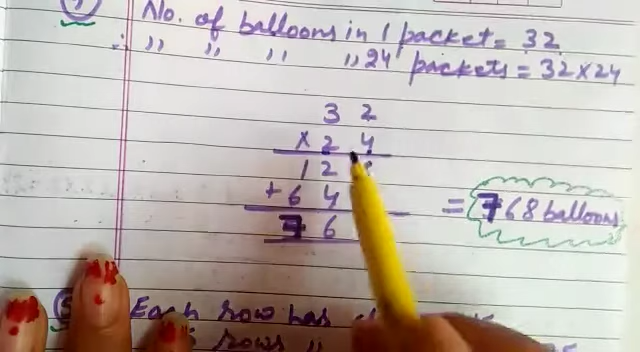 No. of balloons in 1 packet = 32
∴ ,, ,, ,, ,, 24 packets = 32 × 24
3 2
× 2 4
1 2
+ 6 4
7 6
= 768 balloons
Each row has
rows ,,